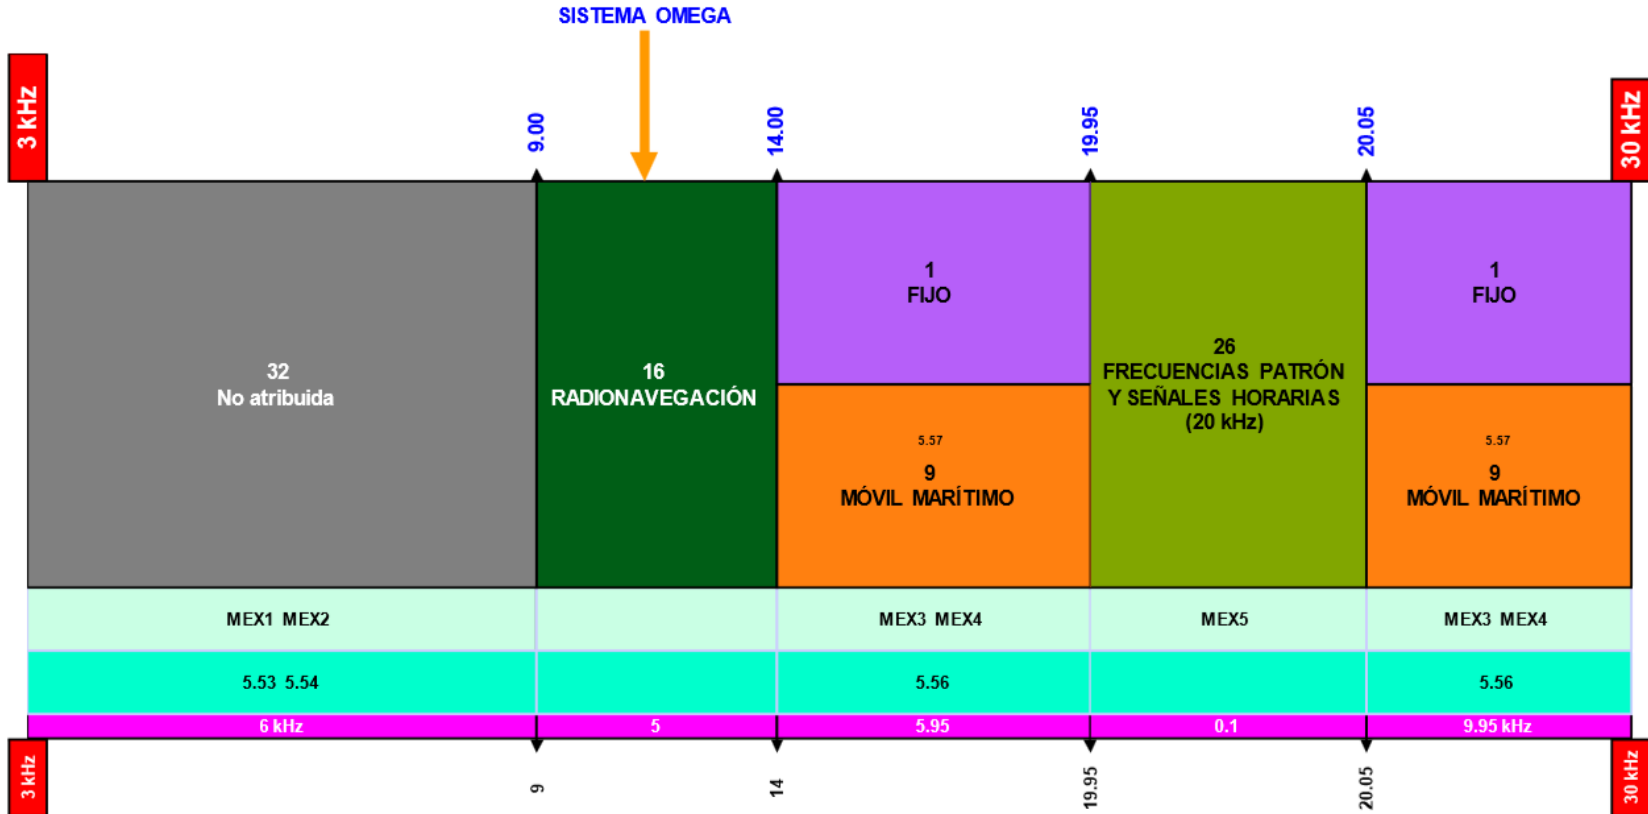 SISTEMA OMEGA
3 kHz
9.00
14.00
19.95
20.05
30 kHz
32
No atribuida
16
RADIONAVEGACIÓN
1
FIJO
5.57
9
MÓVIL MARÍTIMO
26
FRECUENCIAS PATRÓN
Y SEÑALES HORARIAS
(20 kHz)
1
FIJO
5.57
9
MÓVIL MARÍTIMO
MEX1 MEX2
MEX3 MEX4
MEX5
MEX3 MEX4
5.53 5.54
5.56
5.56
6 kHz
5
5.95
0.1
9.95 kHz
3 kHz
9
14
19.95
20.05
30 kHz